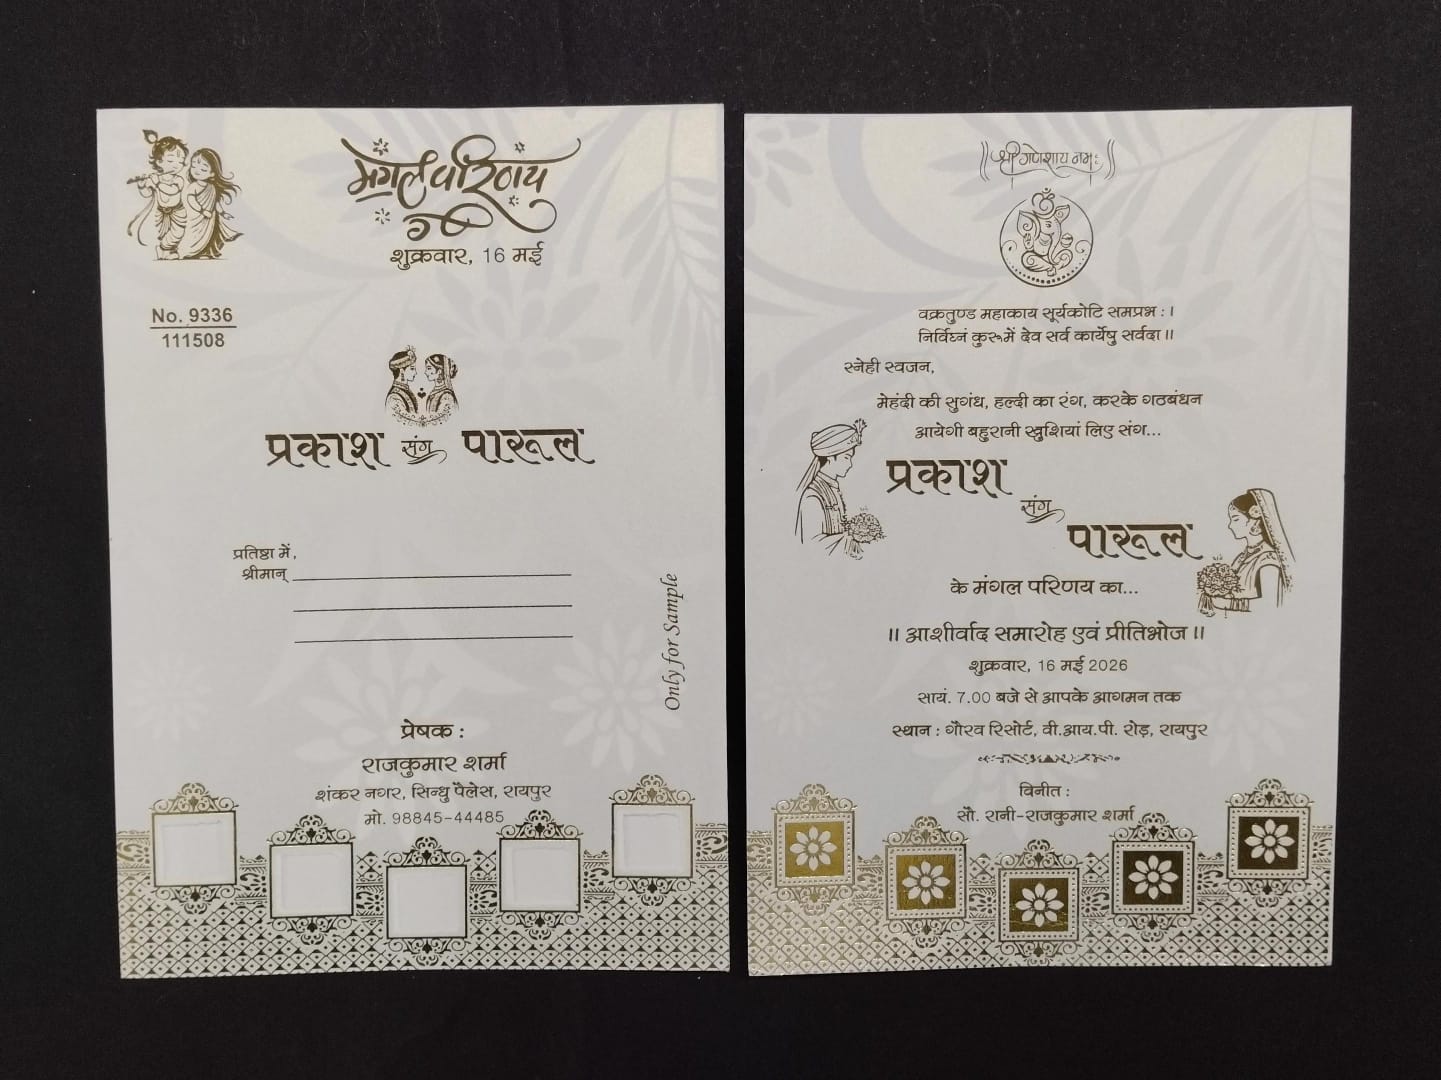 मंगल परिणय
शुक्रवार, 16 मई
No. 9336
111508
प्रकाश संग पारूल
प्रतिष्ठा में,
श्रीमान्
Only for Sample
प्रेषक :
राजकुमार शर्मा
शंकर नगर, सिन्धु पैलेस, रायपुर
मो. 98845-44485
श्री गणेशाय नमः
वक्रतुण्ड महाकाय सूर्यकोटि समप्रभ : ।
निर्विघ्नं कुरूमें देव सर्व कार्येषु सर्वदा ॥
स्नेही स्वजन,
मेहंदी की सुगंध, हल्दी का रंग, करके गठबंधन
आयेगी बहुरानी खुशियां लिए संग...
प्रकाश
संग
पारूल
के मंगल परिणय का...
॥ आशीर्वाद समारोह एवं प्रीतिभोज ॥
शुक्रवार, 16 मई 2026
सायं. 7.00 बजे से आपके आगमन तक
स्थान : गौरव रिसोर्ट, वी.आय.पी. रोड़, रायपुर
विनीत :
सौ. रानी-राजकुमार शर्मा